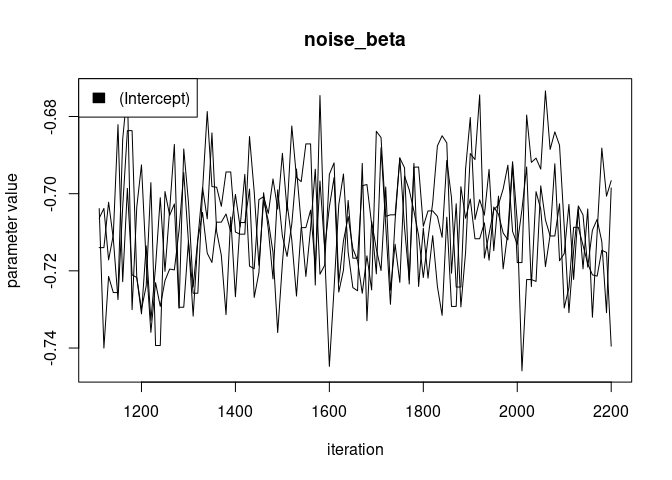 noise_beta
(Intercept)
parameter value
-0.68
-0.70
-0.72
-0.74
1200 1400 1600 1800 2000 2200
iteration